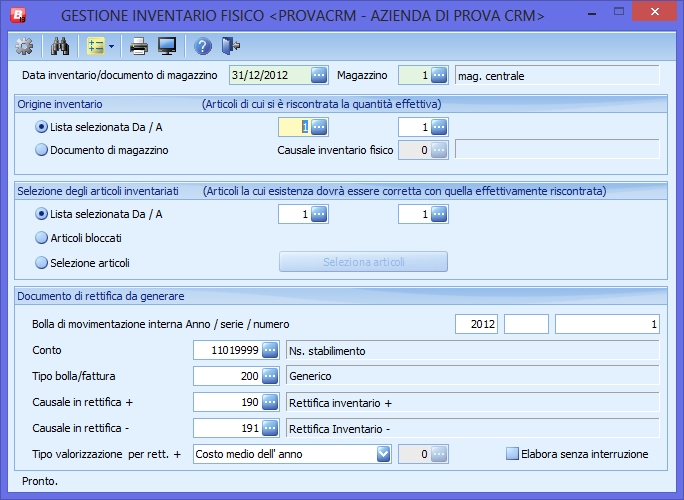 GESTIONE INVENTARIO FISICO <PROVACRM - AZIENDA DI PROVA CRM>
Data inventario/documento di magazzino 31/12/2012 Magazzino 1 mag. centrale
Origine inventario (Articoli di cui si è riscontrata la quantità effettiva)
Lista selezionata Da / A 1 1
Documento di magazzino Causale inventario fisico 0
Selezione degli articoli inventariati (Articoli la cui esistenza dovrà essere corretta con quella effettivamente riscontrata)
Lista selezionata Da / A 1 1
Articoli bloccati
Selezione articoli Seleziona articoli
Documento di rettifica da generare
Bolla di movimentazione interna Anno / serie / numero 2012 1
Conto 11019999 Ns. stabilimento
Tipo bolla/fattura 200 Generico
Causale in rettifica + 190 Rettifica inventario +
Causale in rettifica - 191 Rettifica Inventario -
Tipo valorizzazione per rett. + Costo medio dell' anno 0 Elabora senza interruzione
Pronto.